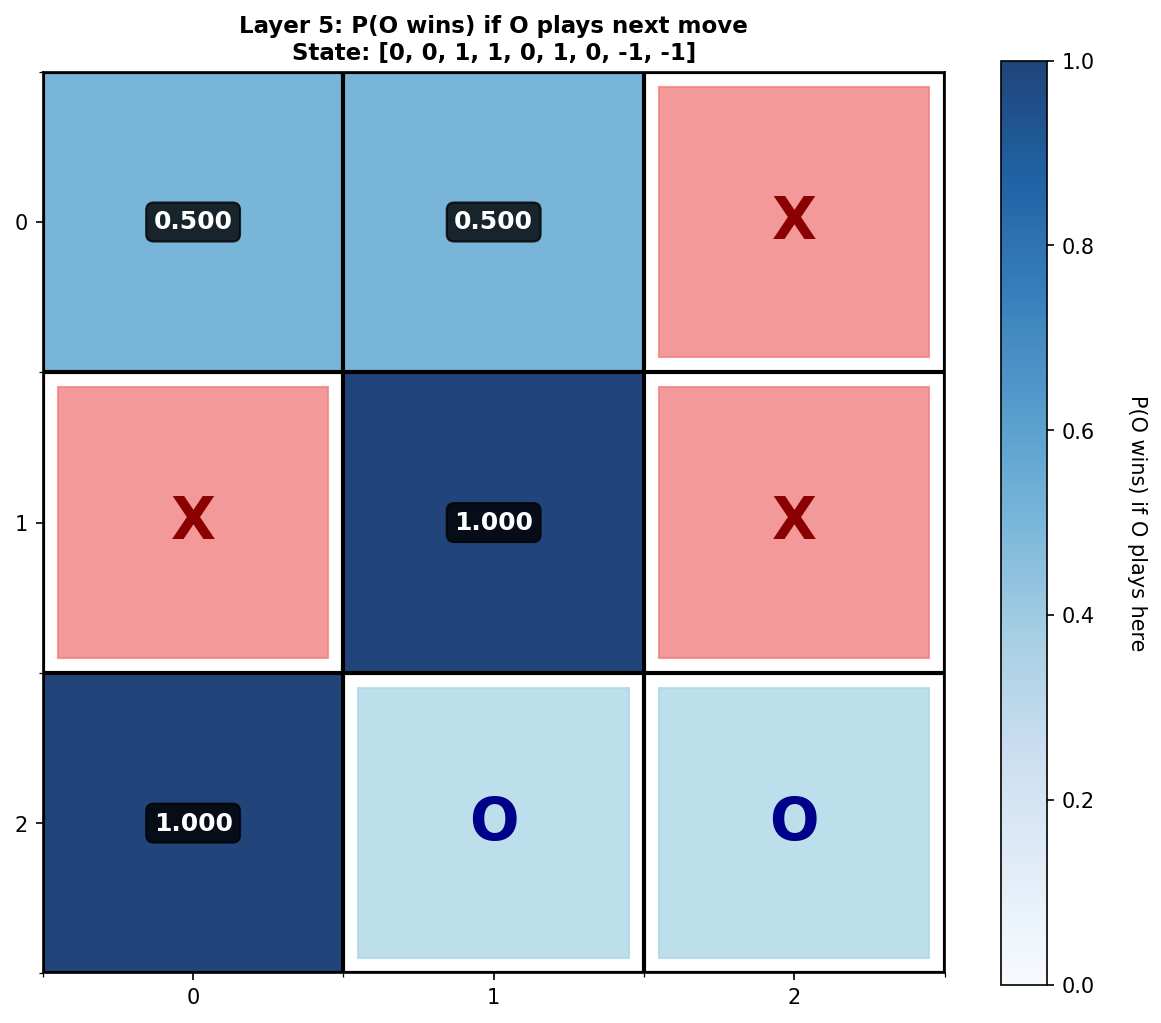 Layer 5: P(O wins) if O plays next move
State: [0, 0, 1, 1, 0, 1, 0, -1, -1]
0.500
0.500
X
X
1.000
X
1.000
O
O
0
1
2
0
1
2
1.0
0.8
0.6
0.4
0.2
0.0
P(O wins) if O plays here